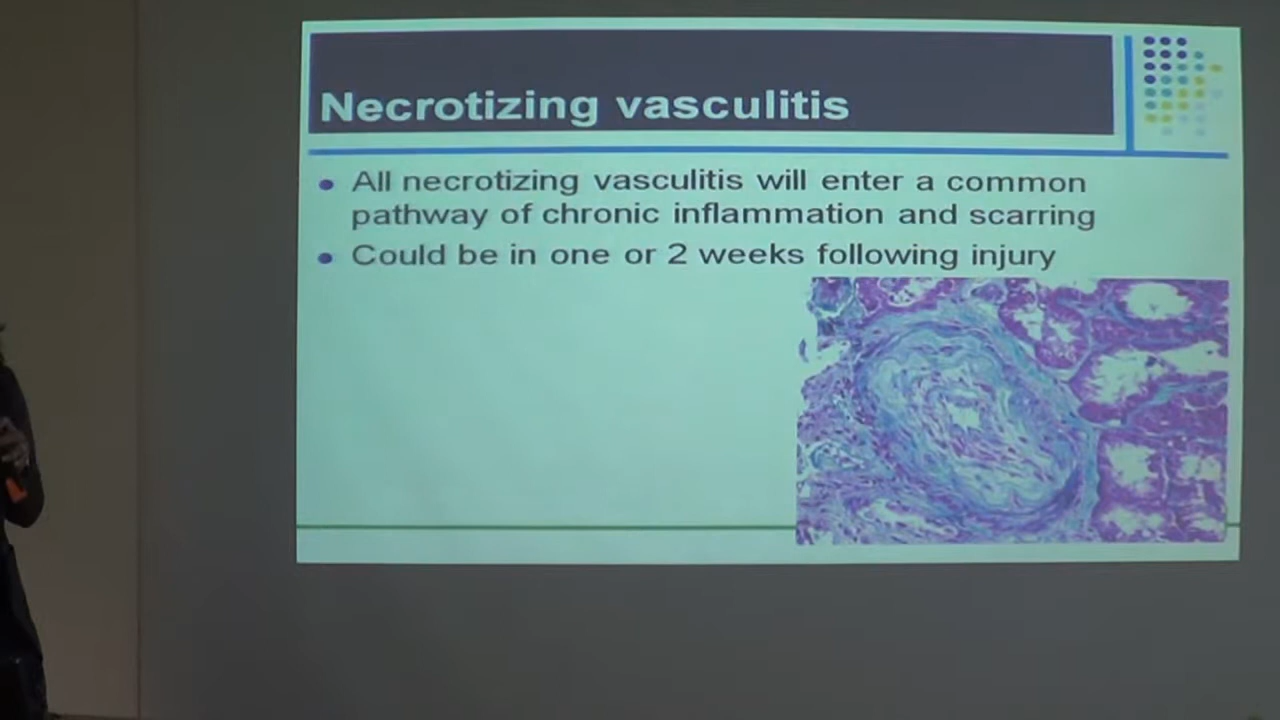 Necrotizing vasculitis
All necrotizing vasculitis will enter a common
pathway of chronic inflammation and scarring
Could be in one or 2 weeks following injury